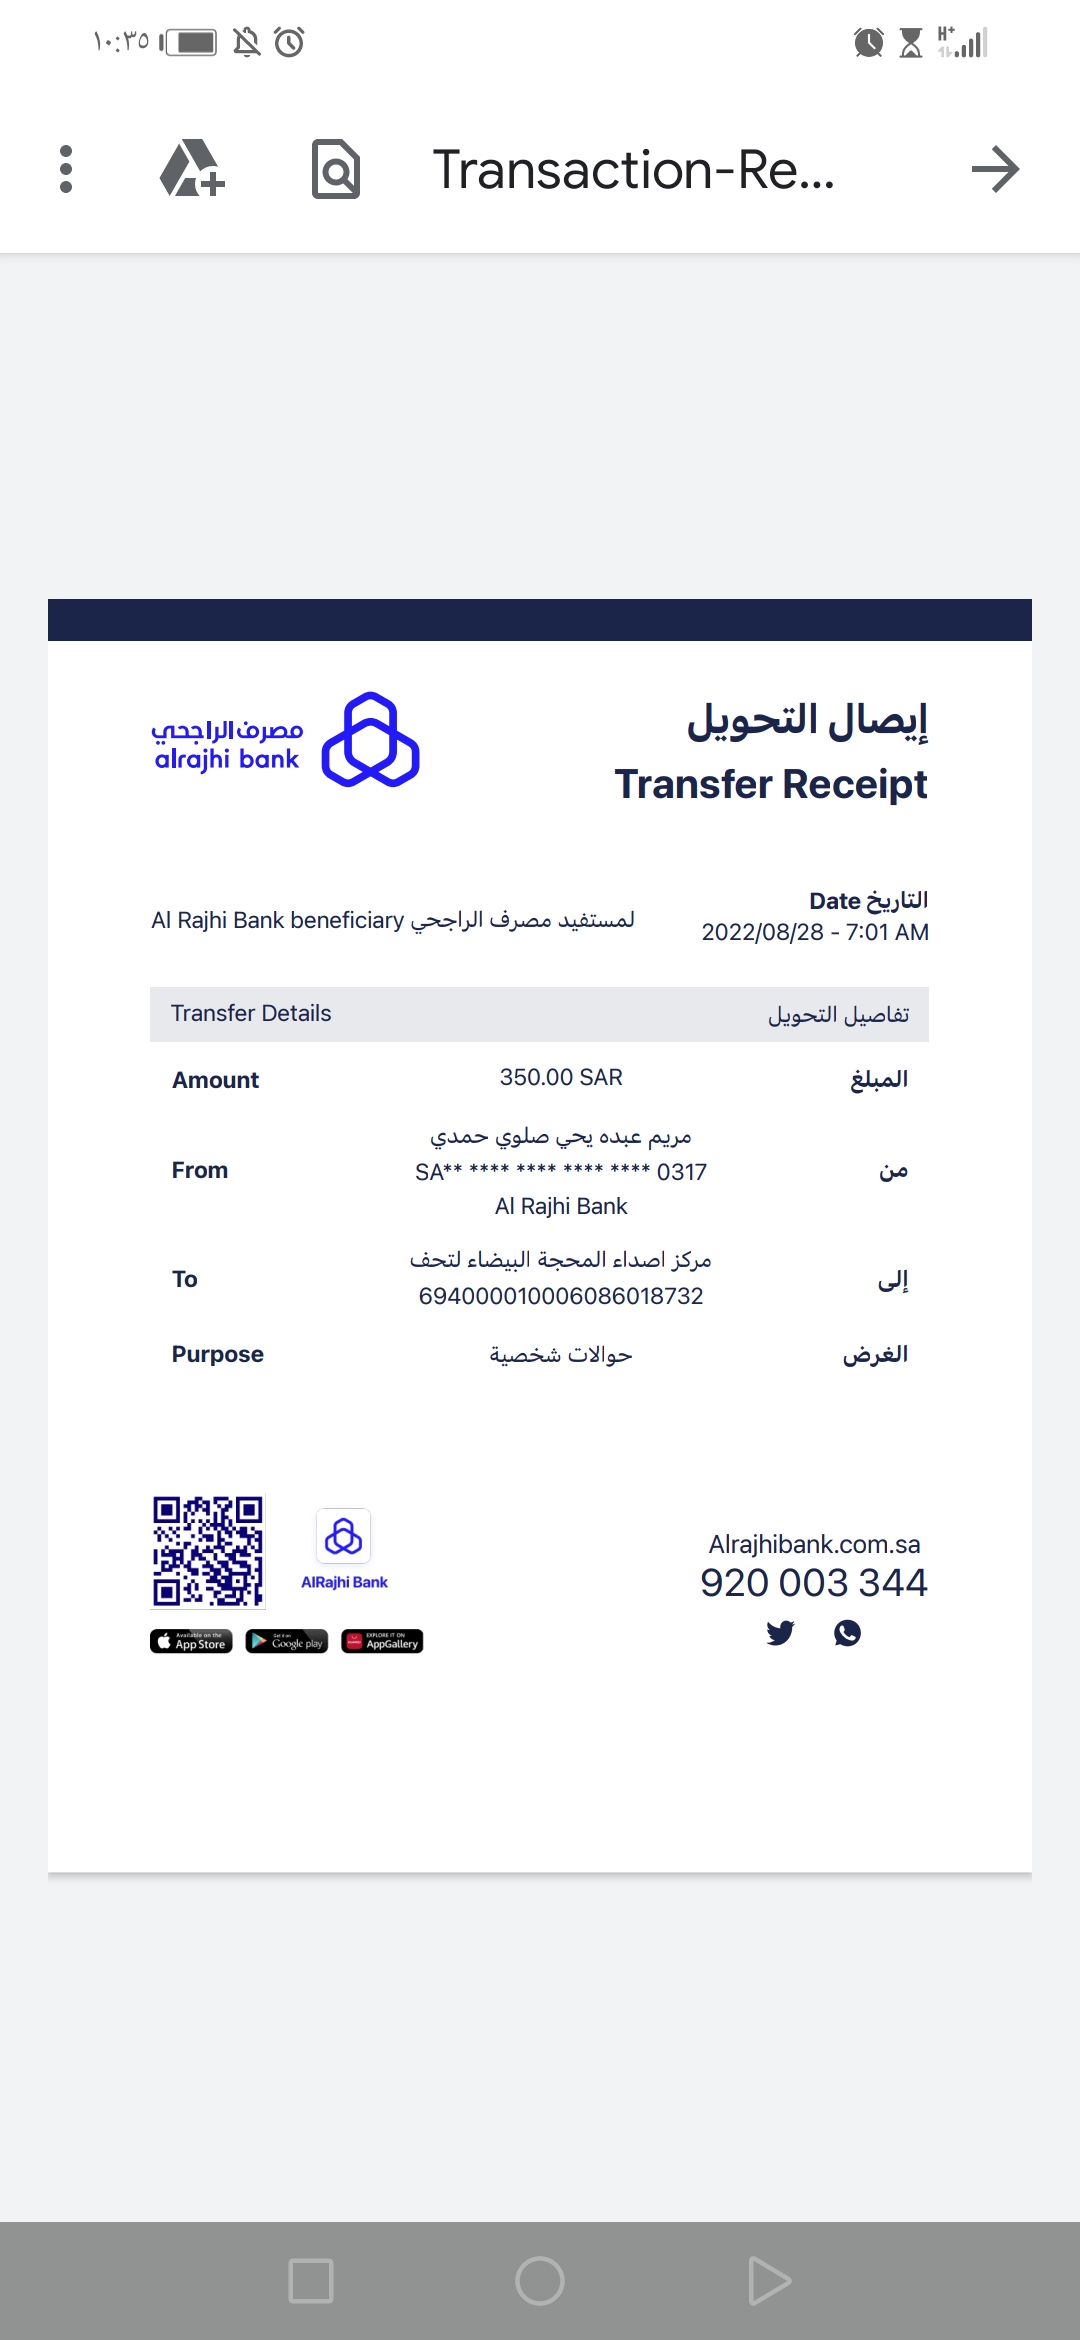 ١٠:٣٥
H+
Transaction-Re...
مصرف الراجحي
alrajhi bank
إيصال التحويل
Transfer Receipt
التاريخ Date
2022/08/28 - 7:01 AM
لمستفيد مصرف الراجحي Al Rajhi Bank beneficiary
Transfer Details تفاصيل التحويل
Amount 350.00 SAR المبلغ
مريم عبده يحي صلوي حمدي
From SA** **** **** **** **** 0317 من
Al Rajhi Bank
مركز اصداء المحجة البيضاء لتحف
To إلى
694000010006086018732
Purpose حوالات شخصية الغرض
AlRajhi Bank
Available on the App Store
Get it on Google play
EXPLORE IT ON AppGallery
Alrajhibank.com.sa
920 003 344